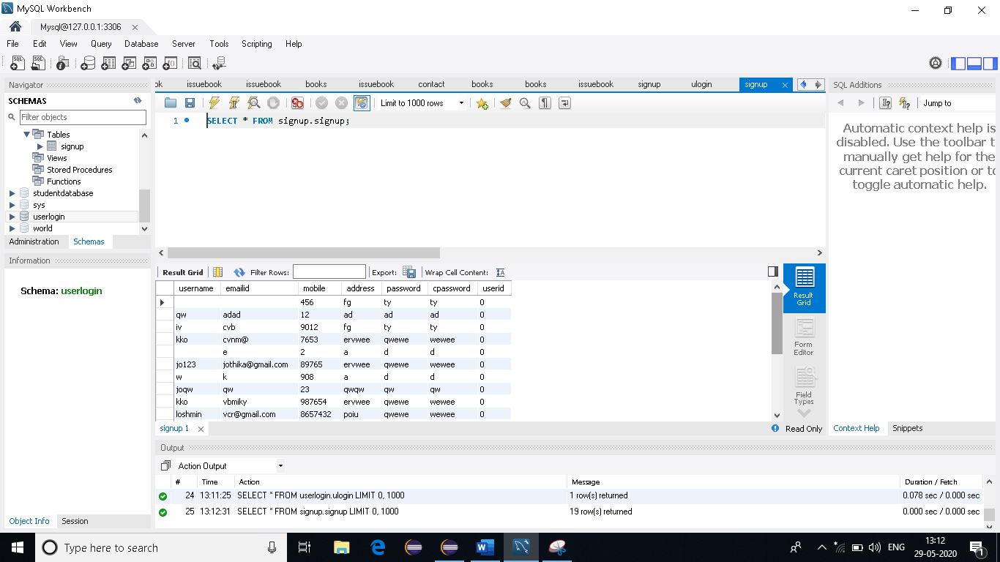 MySQL Workbench
Mysql@127.0.0.1:3306
File Edit View Query Database Server Tools Scripting Help
Navigator
SCHEMAS
Filter objects
Tables
signup
Views
Stored Procedures
Functions
studentdatabase
sys
userlogin
world
Administration Schemas
Information
Schema: userlogin
Object Info Session
ok issuebook issuebook books issuebook contact books books issuebook signup ulogin signup
Limit to 1000 rows
1 SELECT * FROM signup.signup;
Result Grid Filter Rows: Export: Wrap Cell Content:
username emailid mobile address password cpassword userid
456 fg ty ty 0
qw adad 12 ad ad ad 0
iv cvb 9012 fg ty ty 0
kko cvnm@ 7653 ervwee qwewe wewee 0
e 2 a d d 0
jo123 jothika@gmail.com 89765 ervwee qwewe wewee 0
w k 908 a d d 0
joqw qw 23 qwqw qw qw 0
kko vbmiky 987654 ervwee qwewe wewee 0
loshmin vcr@gmail.com 8657432 poiu qwewe wewee 0
Result
Grid
Form
Editor
Field
Types
signup 1
Read Only
SQL Additions
Jump to
Automatic context help is
disabled. Use the toolbar t
manually get help for the
current caret position or to
toggle automatic help.
Context Help Snippets
Output
Action Output
# Time Action Message Duration / Fetch
24 13:11:25 SELECT * FROM userlogin.ulogin LIMIT 0, 1000 1 row(s) returned 0.078 sec / 0.000 sec
25 13:12:31 SELECT * FROM signup.signup LIMIT 0, 1000 19 row(s) returned 0.000 sec / 0.000 sec
Type here to search
ENG
13:12
29-05-2020
1